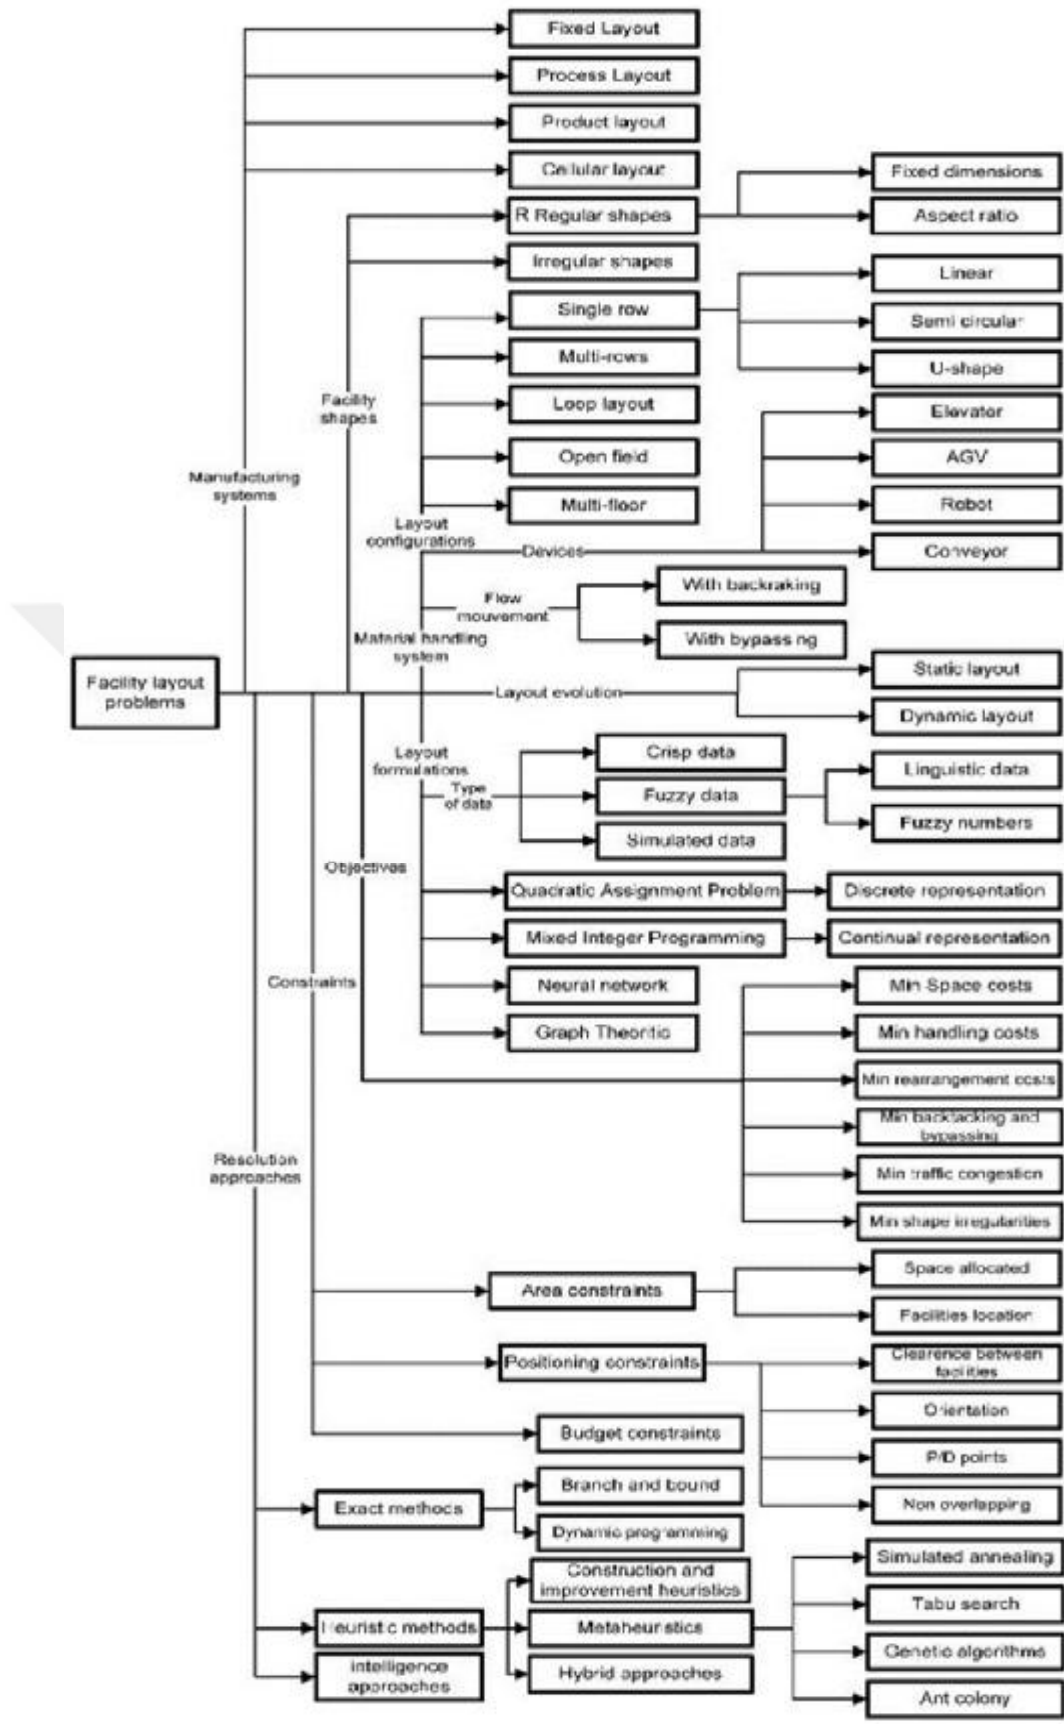 Fixed Layout
Process Layout
Product layout
Cellular layout
Fixed dimensions
R Regular shapes
Aspect ratio
Irregular shapes
Linear
Single row
Semi circular
Multi-rows
U-shape
Facility
shapes
Loop layout
Elevator
Manufacturing
systems
Open field
AGV
Multi-floor
Robot
Layout
configurations
Devices
Conveyor
With backraking
Flow
mouvement
Material handling
system
With bypassing
Facility layout
problems
Static layout
Layout evolution
Dynamic layout
Layout
formulations
Crisp data
Linguistic data
Type
of data
Fuzzy data
Fuzzy numbers
Simulated data
Objectives
Quadratic Assignment Problem
Discrete representation
Mixed Integer Programming
Continual representation
Constraints
Neural network
Min Space costs
Graph Theoritic
Min handling costs
Min rearrangement costs
Min backtacking and
bypassing
Resolution
approaches
Min traffic congestion
Min shape irregularities
Space allocated
Area constraints
Facilities location
Positioning constraints
Clearence between
facilities
Orientation
Budget constraints
P/D points
Branch and bound
Exact methods
Non overlapping
Dynamic programming
Simulated annealing
Construction and
improvement heuristics
Tabu search
Heuristic methods
Metaheuristics
Genetic algorithms
intelligence
approaches
Hybrid approaches
Ant colony